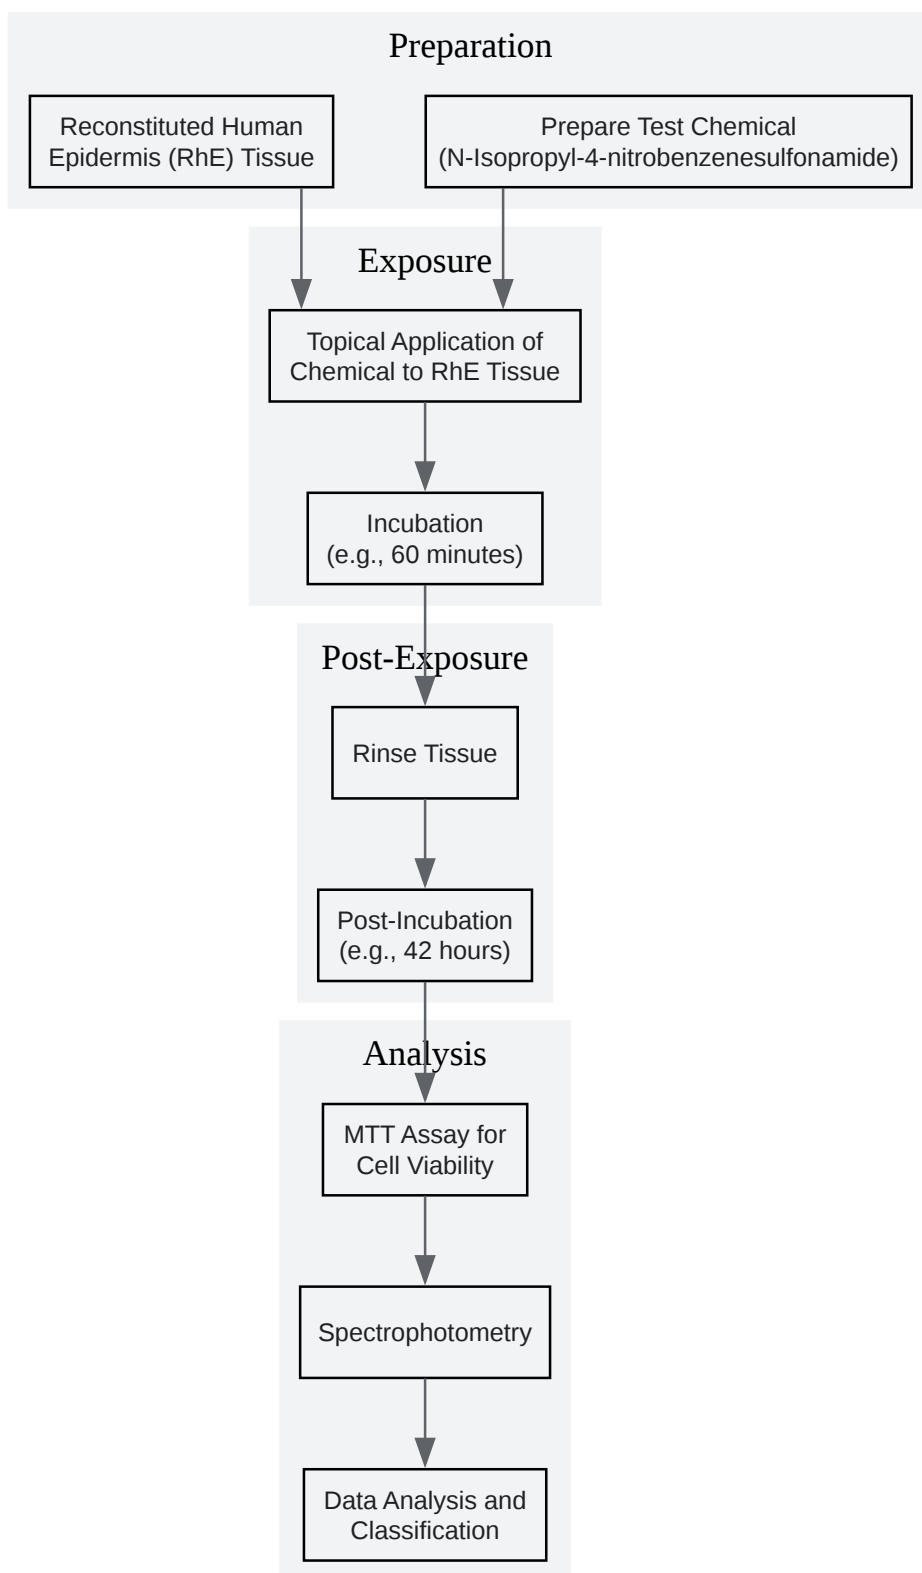 Preparation
Reconstituted Human
Epidermis (RhE) Tissue
Prepare Test Chemical
(N-Isopropyl-4-nitrobenzenesulfonamide)
Exposure
Topical Application of
Chemical to RhE Tissue
Incubation
(e.g., 60 minutes)
Post-Exposure
Rinse Tissue
Post-Incubation
(e.g., 42 hours)
Analysis
MTT Assay for
Cell Viability
Spectrophotometry
Data Analysis and
Classification